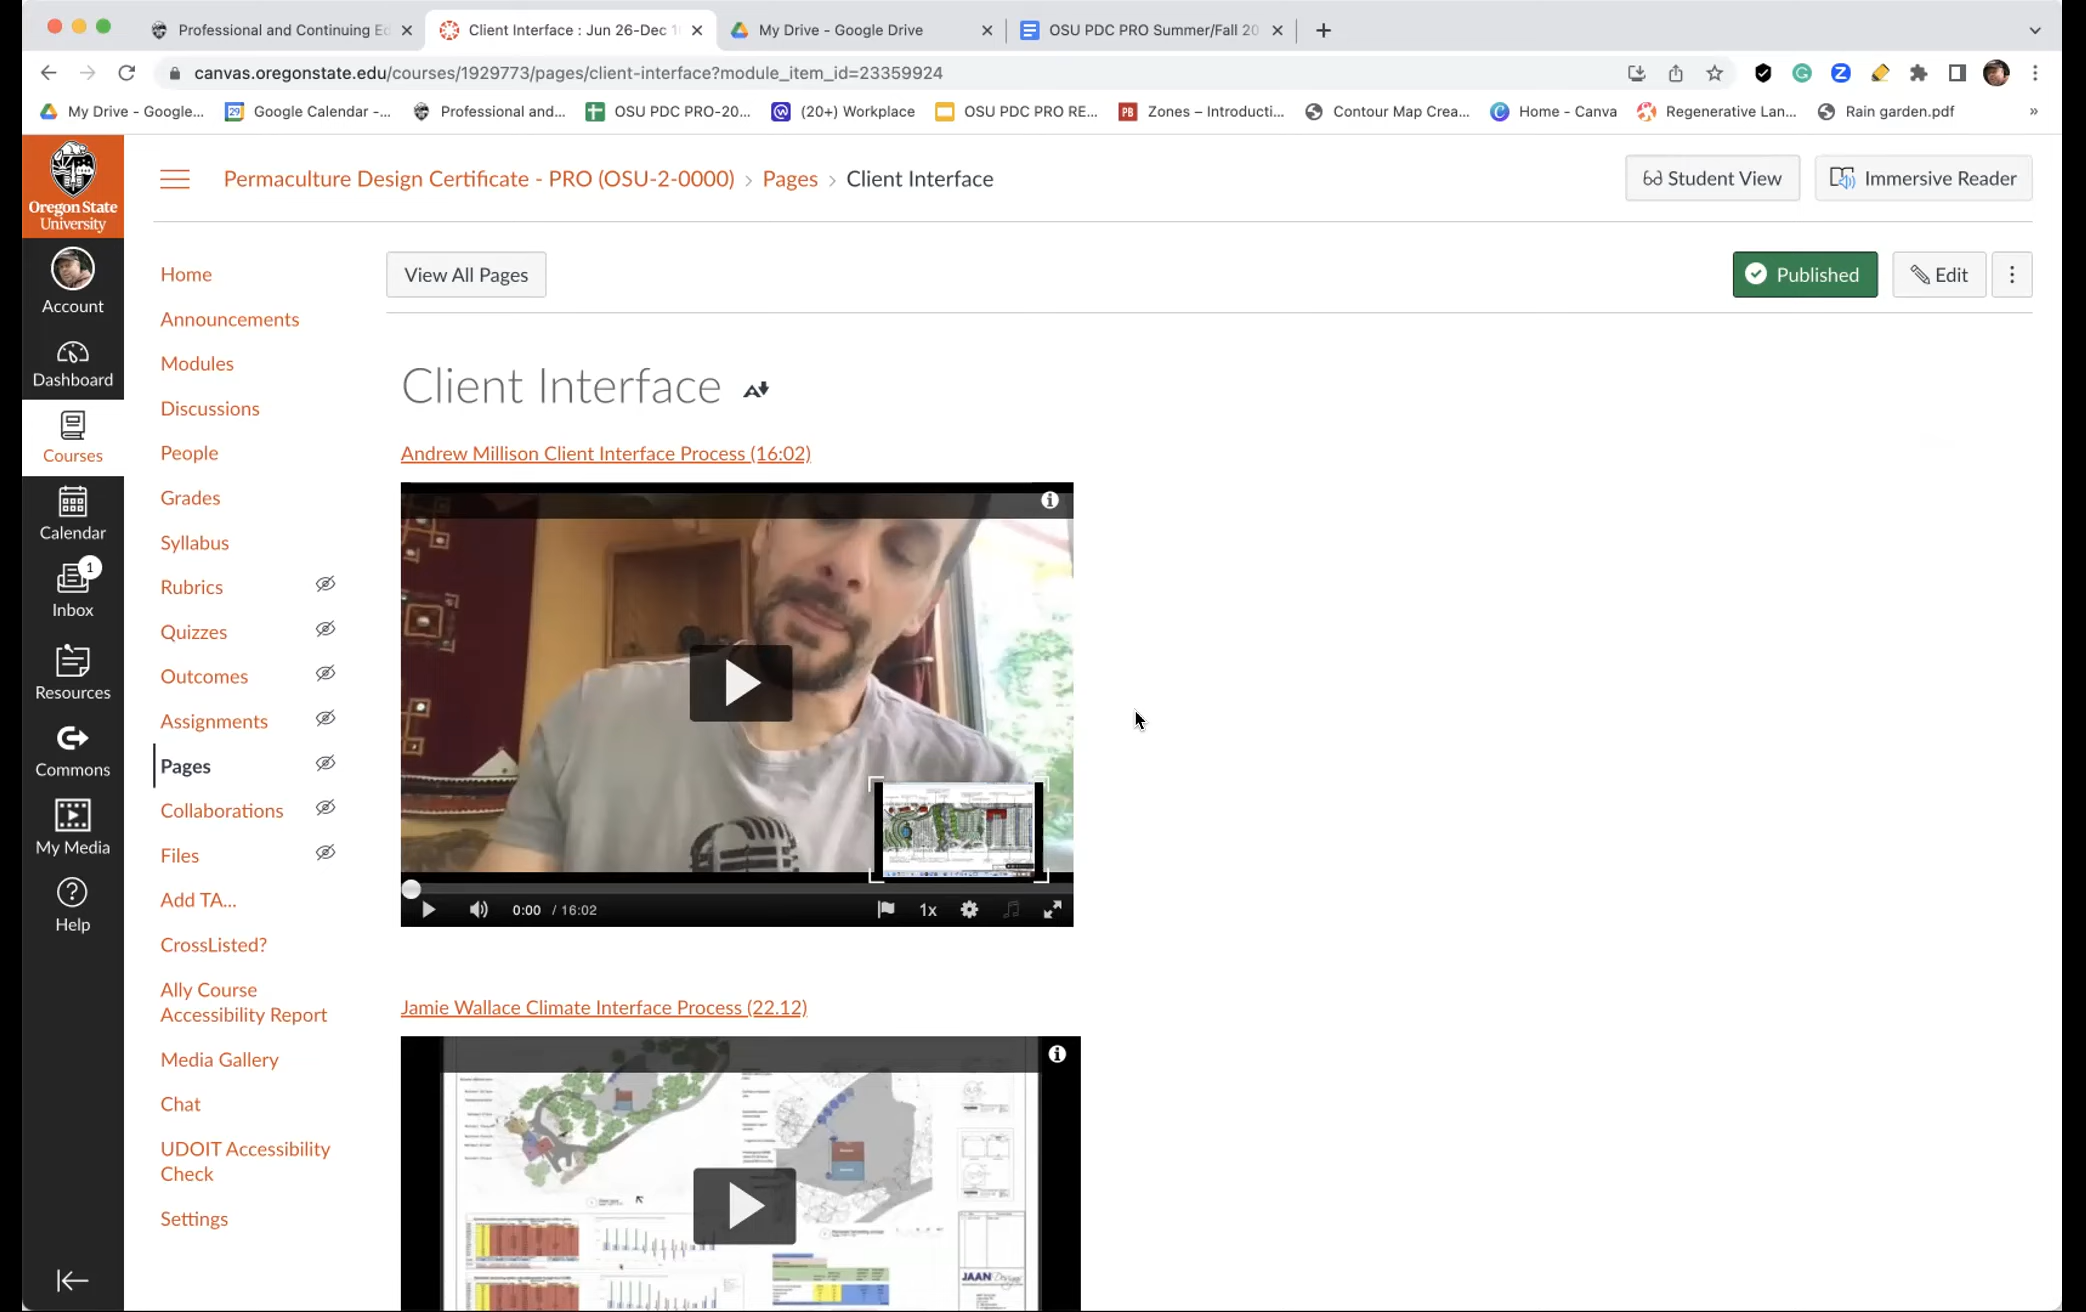 Professional and Continuing Ed
Client Interface : Jun 26-Dec 1
My Drive - Google Drive
OSU PDC PRO Summer/Fall 20
canvas.oregonstate.edu/courses/1929773/pages/client-interface?module_item_id=23359924
My Drive - Google...
Google Calendar -...
Professional and...
OSU PDC PRO-20...
(20+) Workplace
OSU PDC PRO RE...
Zones – Introducti...
Contour Map Crea...
Home - Canva
Regenerative Lan...
Rain garden.pdf
»
Oregon State
University
Permaculture Design Certificate - PRO (OSU-2-0000) › Pages › Client Interface
Student View
Immersive Reader
Account
Dashboard
Courses
Calendar
1
Inbox
Resources
Commons
My Media
Help
Home
Announcements
Modules
Discussions
People
Grades
Syllabus
Rubrics
Quizzes
Outcomes
Assignments
Pages
Collaborations
Files
Add TA...
CrossListed?
Ally Course
Accessibility Report
Media Gallery
Chat
UDOIT Accessibility
Check
Settings
View All Pages
Published
Edit
Client Interface
Andrew Millison Client Interface Process (16:02)
0:00 / 16:02
1x
Jamie Wallace Climate Interface Process (22.12)
JAAN Designs